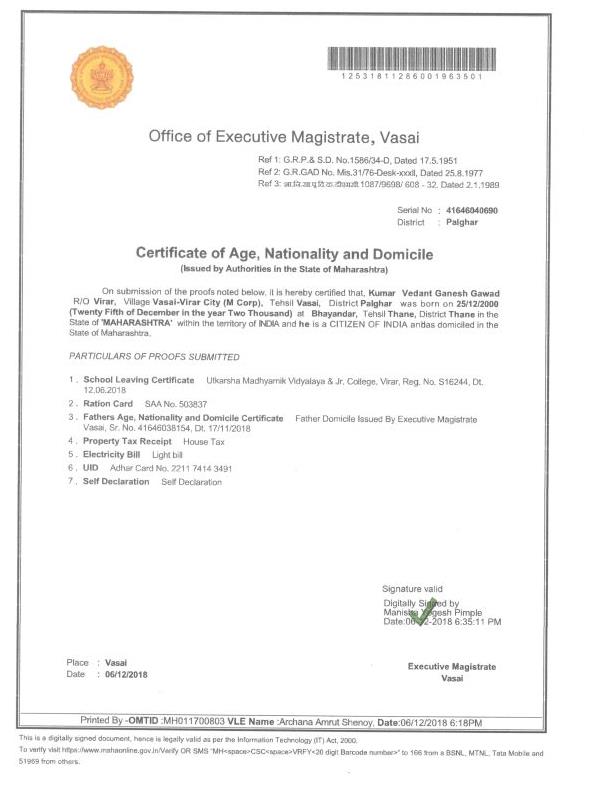 12531811286001963501
Office of Executive Magistrate, Vasai
Ref 1: G.R.P.& S.D. No.1586/34-D, Dated 17.5.1951
Ref 2: G.R.GAD No. Mis.31/76-Desk-xxxII, Dated 25.8.1977
Ref 3: 1087/9698/ 608 - 32, Dated 2.1.1989
Serial No : 41646040690
District : Palghar
Certificate of Age, Nationality and Domicile
(Issued by Authorities in the State of Maharashtra)
On submission of the proofs noted below, it is hereby certified that, Kumar Vedant Ganesh Gawad
R/O Virar, Village Vasai-Virar City (M Corp), Tehsil Vasai, District Palghar was born on 25/12/2000
(Twenty Fifth of December in the year Two Thousand) at Bhayandar, Tehsil Thane, District Thane in the
State of 'MAHARASHTRA' within the territory of INDIA and he is a CITIZEN OF INDIA andas domiciled in the
State of Maharashtra.
PARTICULARS OF PROOFS SUBMITTED
1 . School Leaving Certificate Utkarsha Madhyamik Vidyalaya & Jr. College, Virar, Reg. No. S16244, Dt.
12.06.2018
2 . Ration Card SAA No. 503837
3 . Fathers Age, Nationality and Domicile Certificate Father Domicile Issued By Executive Magistrate
Vasai, Sr. No. 41646038154, Dt. 17/11/2018
4 . Property Tax Receipt House Tax
5 . Electricity Bill Light bill
6 . UID Adhar Card No. 2211 7414 3491
7 . Self Declaration Self Declaration
Signature valid
Digitally Signed by
Manisha Yogesh Pimple
Date:06-12-2018 6:35:11 PM
Place : Vasai
Date : 06/12/2018
Executive Magistrate
Vasai
Printed By -OMTID :MH011700803 VLE Name :Archana Amrut Shenoy, Date:06/12/2018 6:18PM
This is a digitally signed document, hence is legally valid as per the Information Technology (IT) Act, 2000.
To verify visit https://www.mahaonline.gov.in/Verify OR SMS "MH<space>CSC<space>VRFY<20 digit Barcode number>" to 166 from a BSNL, MTNL, Tata Mobile and
51969 from others.